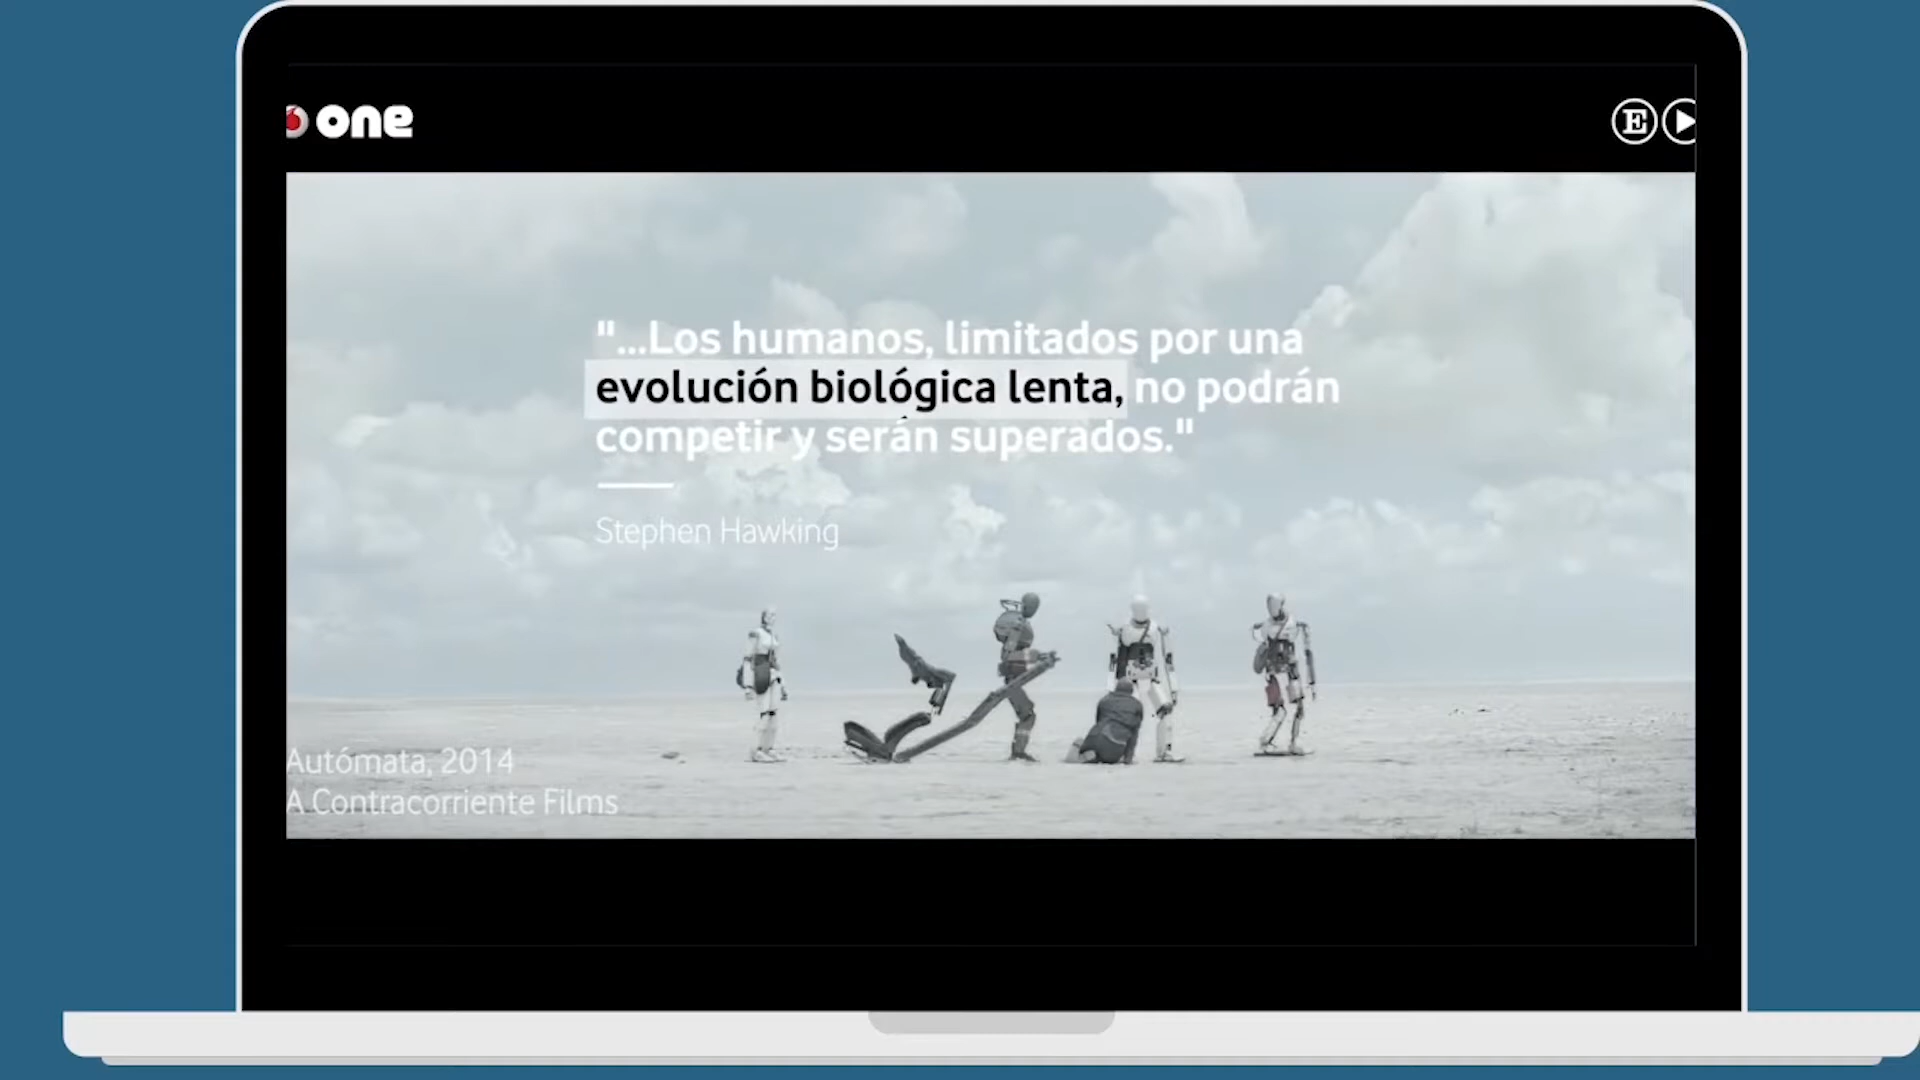 one
E
"...Los humanos, limitados por una
evolución biológica lenta, no podrán
competir y serán superados."
Stephen Hawking
Autómata, 2014
A Contracorriente Films